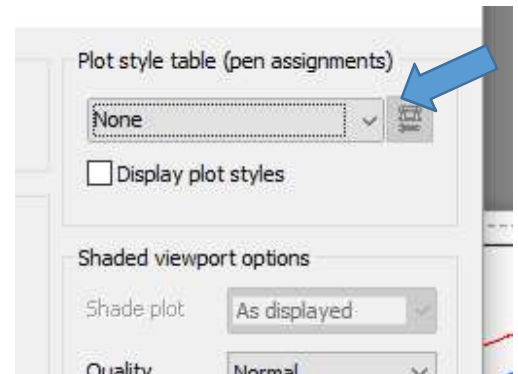 Plot style table (pen assignments)
None
Display plot styles
Shaded viewport options
Shade plot As displayed
Quality Normal